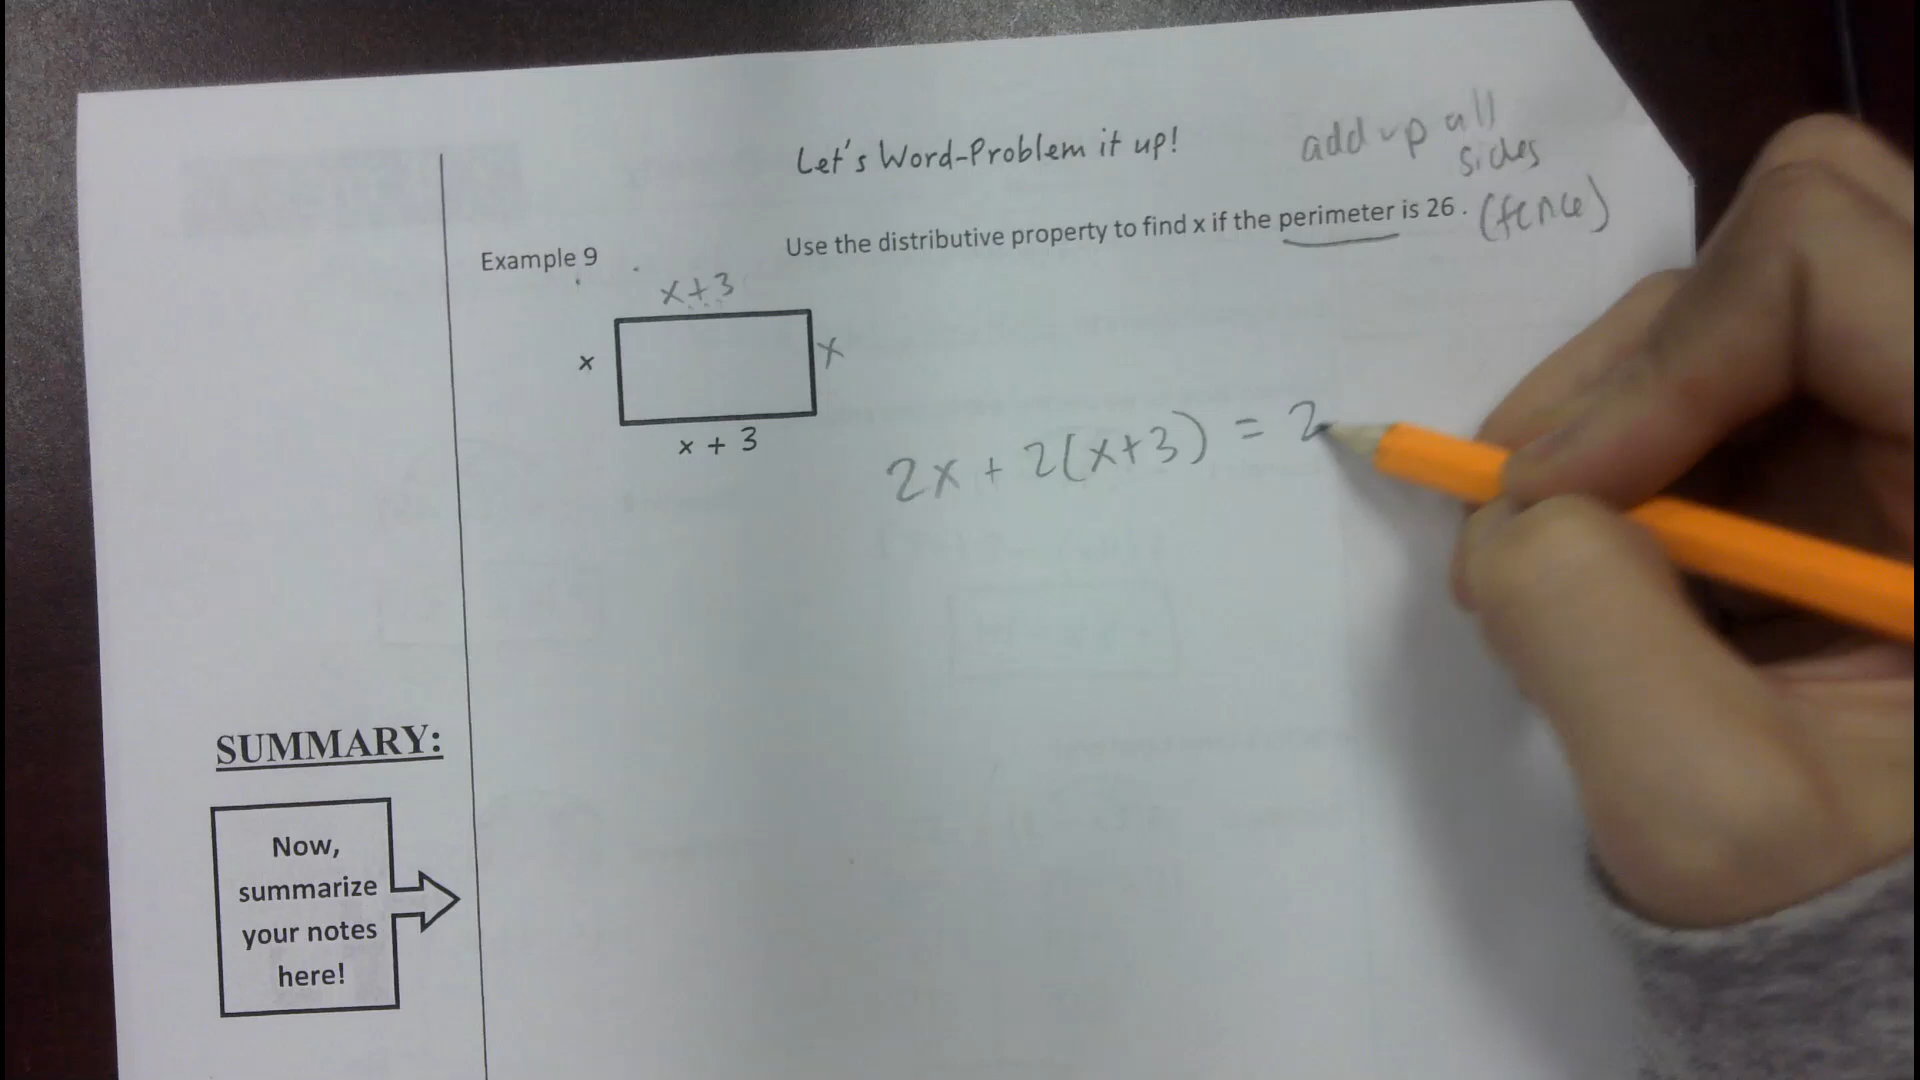 Let's Word-Problem it up!
add up all
sides
(fence)
Example 9
Use the distributive property to find x if the perimeter is 26 .
x+3
x
x
x + 3
2x + 2(x+3) = 2
SUMMARY:
Now,
summarize
your notes
here!